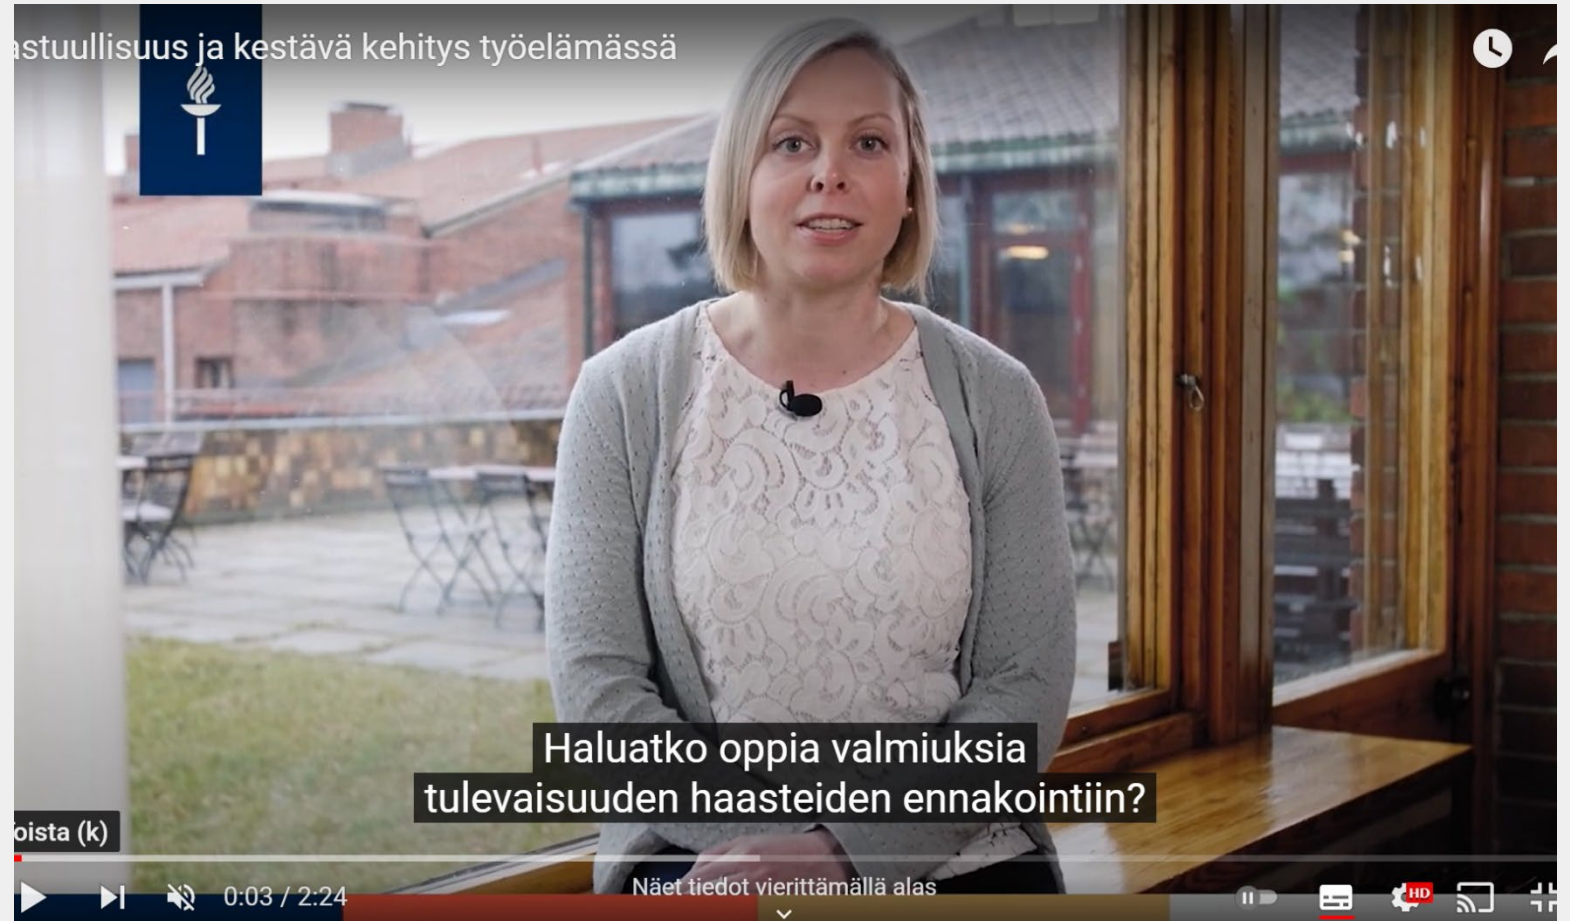 astuullisuus ja kestävä kehitys työelämässä
Haluatko oppia valmiuksia
tulevaisuuden haasteiden ennakointiin?
oista (k)
0:03 / 2:24
Näet tiedot vierittämällä alas
HD